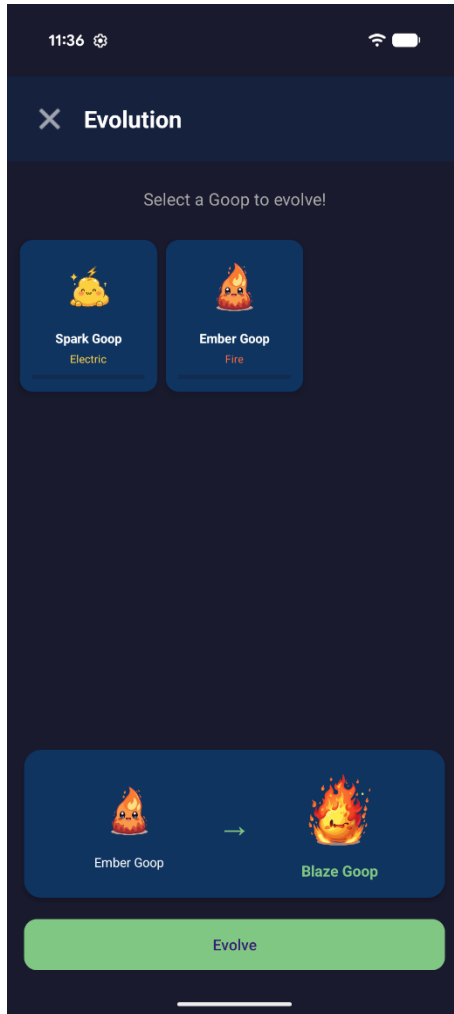 11:36
Evolution
Select a Goop to evolve!
Spark Goop
Electric
Ember Goop
Fire
Ember Goop
→
Blaze Goop
Evolve